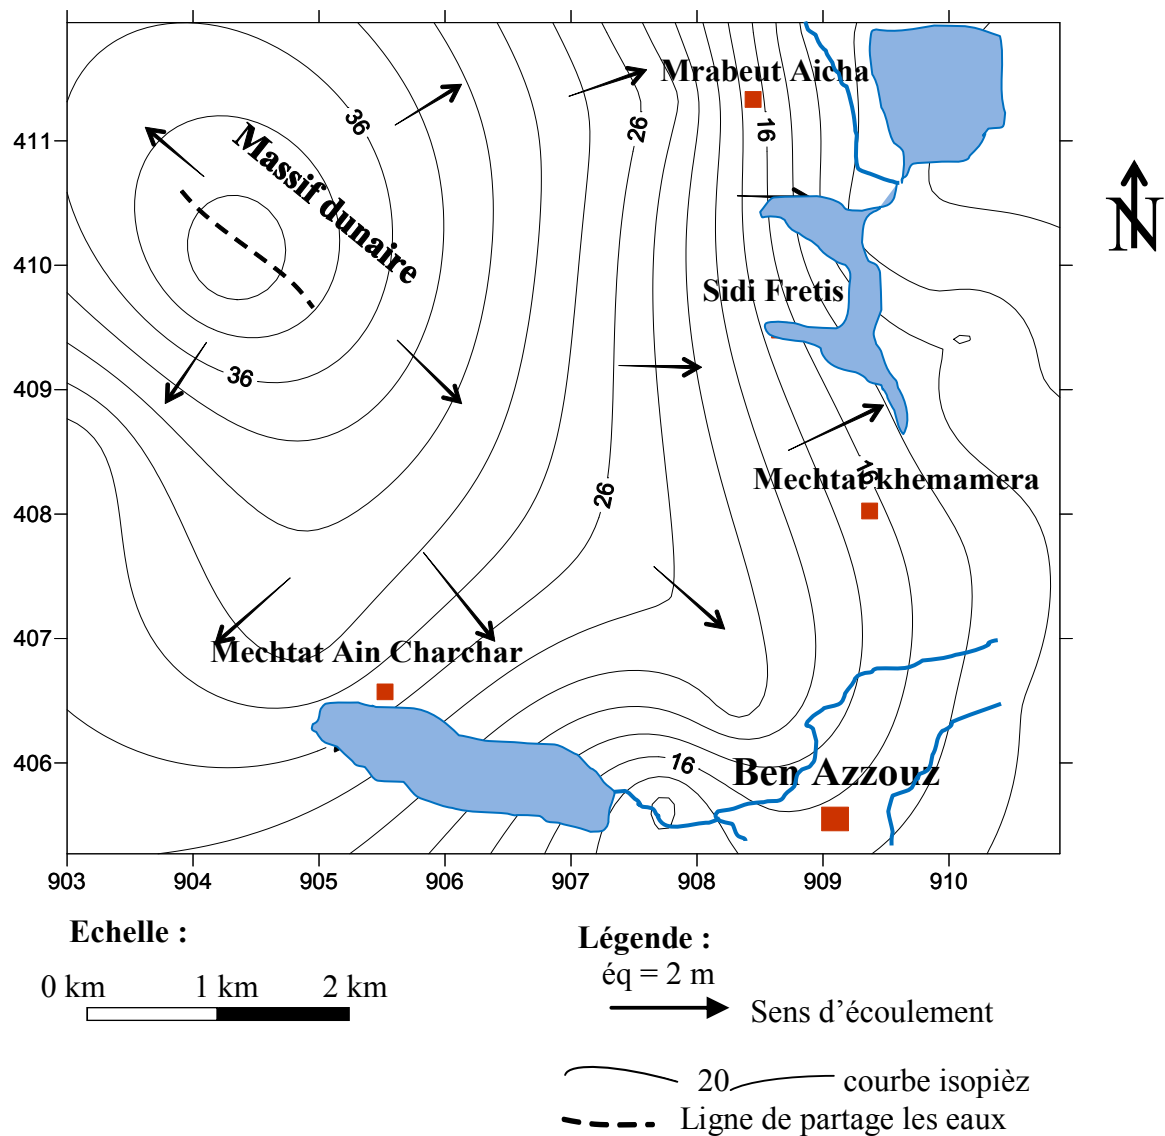 Mrabeut Aicha
36
26
16
411
Massif dunaire
N
410
Sidi Fretis
36
409
16
Mechtat khemamera
26
408
407
Mechtat Ain Charchar
406
16
Ben Azzouz
903 904 905 906 907 908 909 910
Echelle :
0 km 1 km 2 km
Légende :
éq = 2 m
Sens d’écoulement
20 courbe isopièz
Ligne de partage les eaux